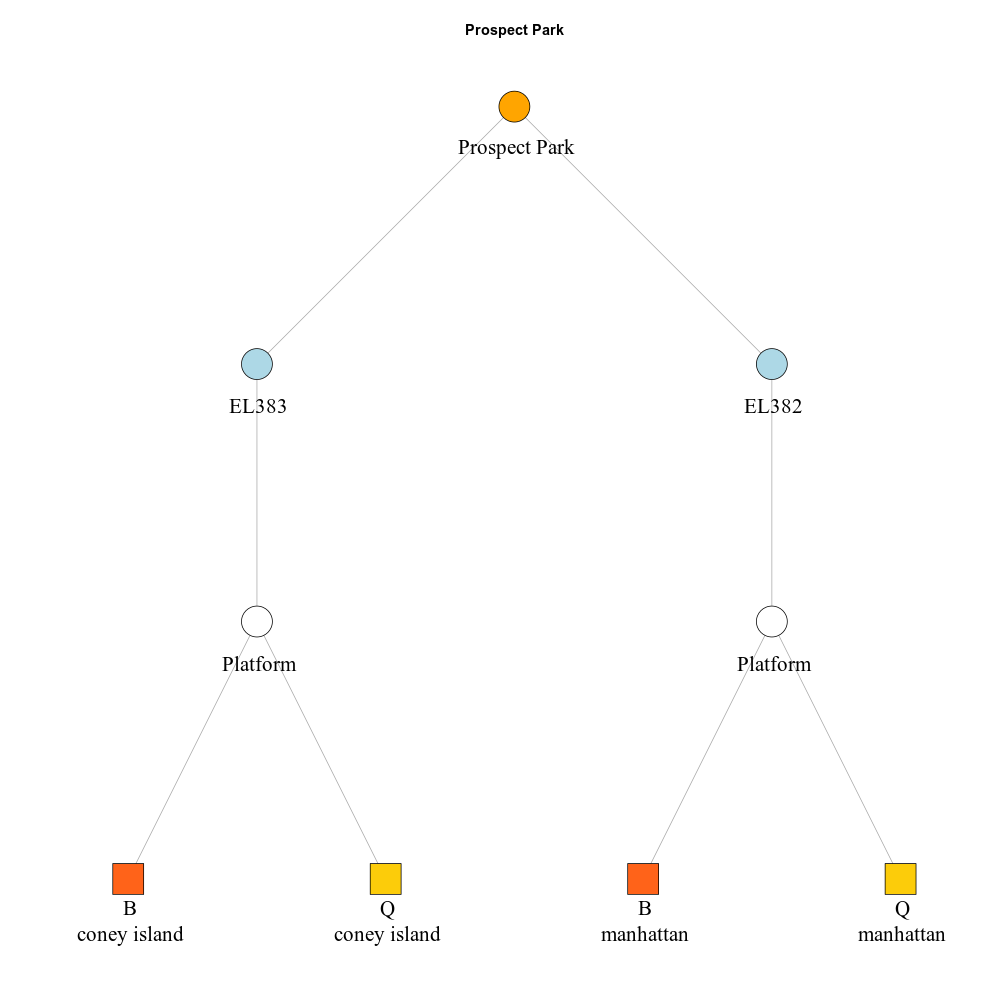 Prospect Park
Prospect Park
EL383
EL382
Platform
Platform
B
coney island
Q
coney island
B
manhattan
Q
manhattan